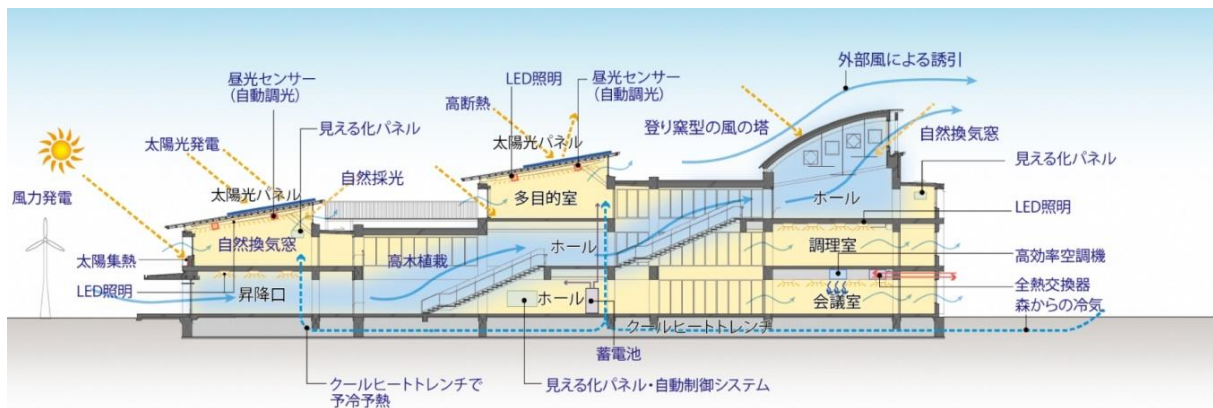 外部風による誘引
昼光センサー
(自動調光)
LED照明
昼光センサー
(自動調光)
高断熱
見える化パネル
登り窯型の風の塔
自然換気窓
太陽光発電
太陽光パネル
見える化パネル
太陽光パネル
自然採光
風力発電
多目的室
ホール
LED照明
自然換気窓
ホール
調理室
太陽集熱
高木植栽
高効率空調機
LED照明
昇降口
ホール
会議室
全熱交換器
森からの冷気
クールヒートトレンチ
蓄電池
クールヒートトレンチで
予冷予熱
見える化パネル・自動制御システム